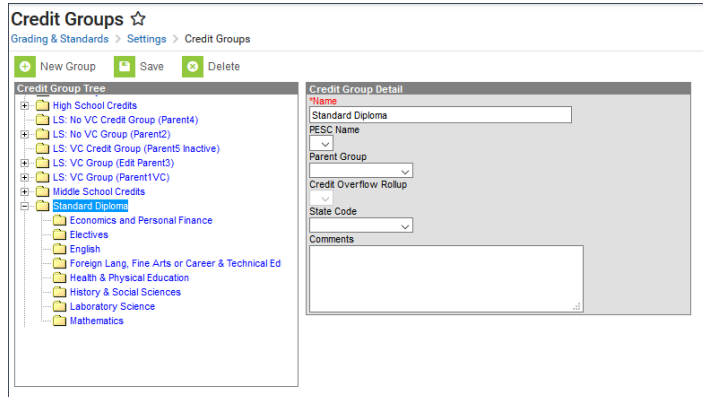 Credit Groups
Grading & Standards > Settings > Credit Groups
New Group Save Delete
Credit Group Tree
High School Credits
LS: No VC Credit Group (Parent4)
LS: No VC Group (Parent2)
LS: VC Credit Group (Parent5 Inactive)
LS: VC Group (Edit Parent3)
LS: VC Group (Parent1VC)
Middle School Credits
Standard Diploma
Economics and Personal Finance
Electives
English
Foreign Lang, Fine Arts or Career & Technical Ed
Health & Physical Education
History & Social Sciences
Laboratory Science
Mathematics
Credit Group Detail
*Name
Standard Diploma
PESC Name
Parent Group
Credit Overflow Rollup
State Code
Comments